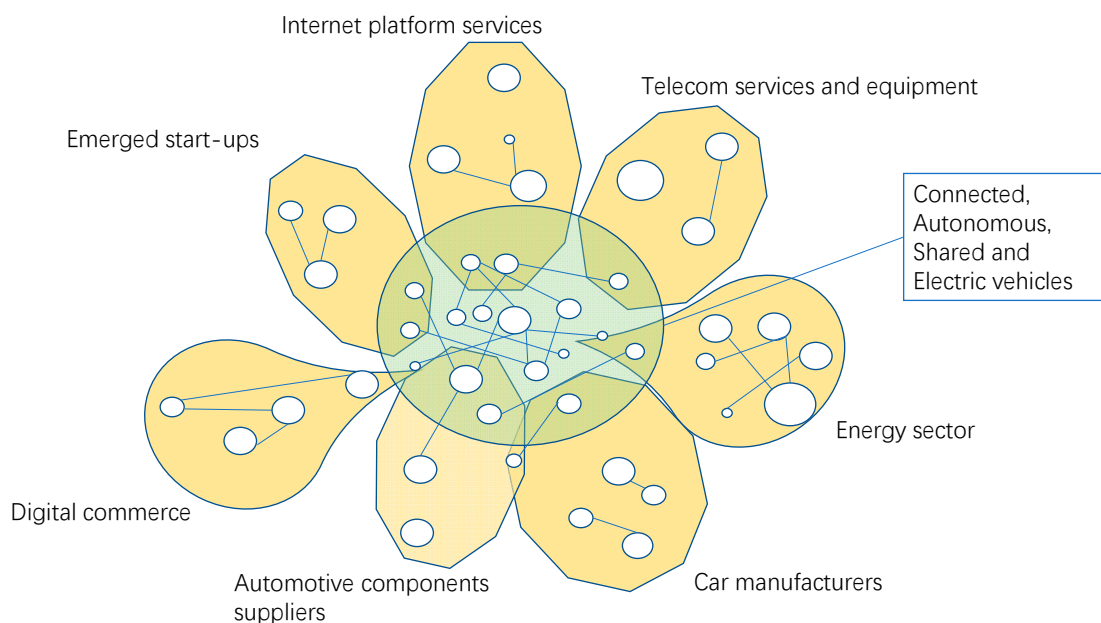 Internet platform services
Telecom services and equipment
Emerged start-ups
Connected,
Autonomous,
Shared and
Electric vehicles
Energy sector
Digital commerce
Automotive components
suppliers
Car manufacturers